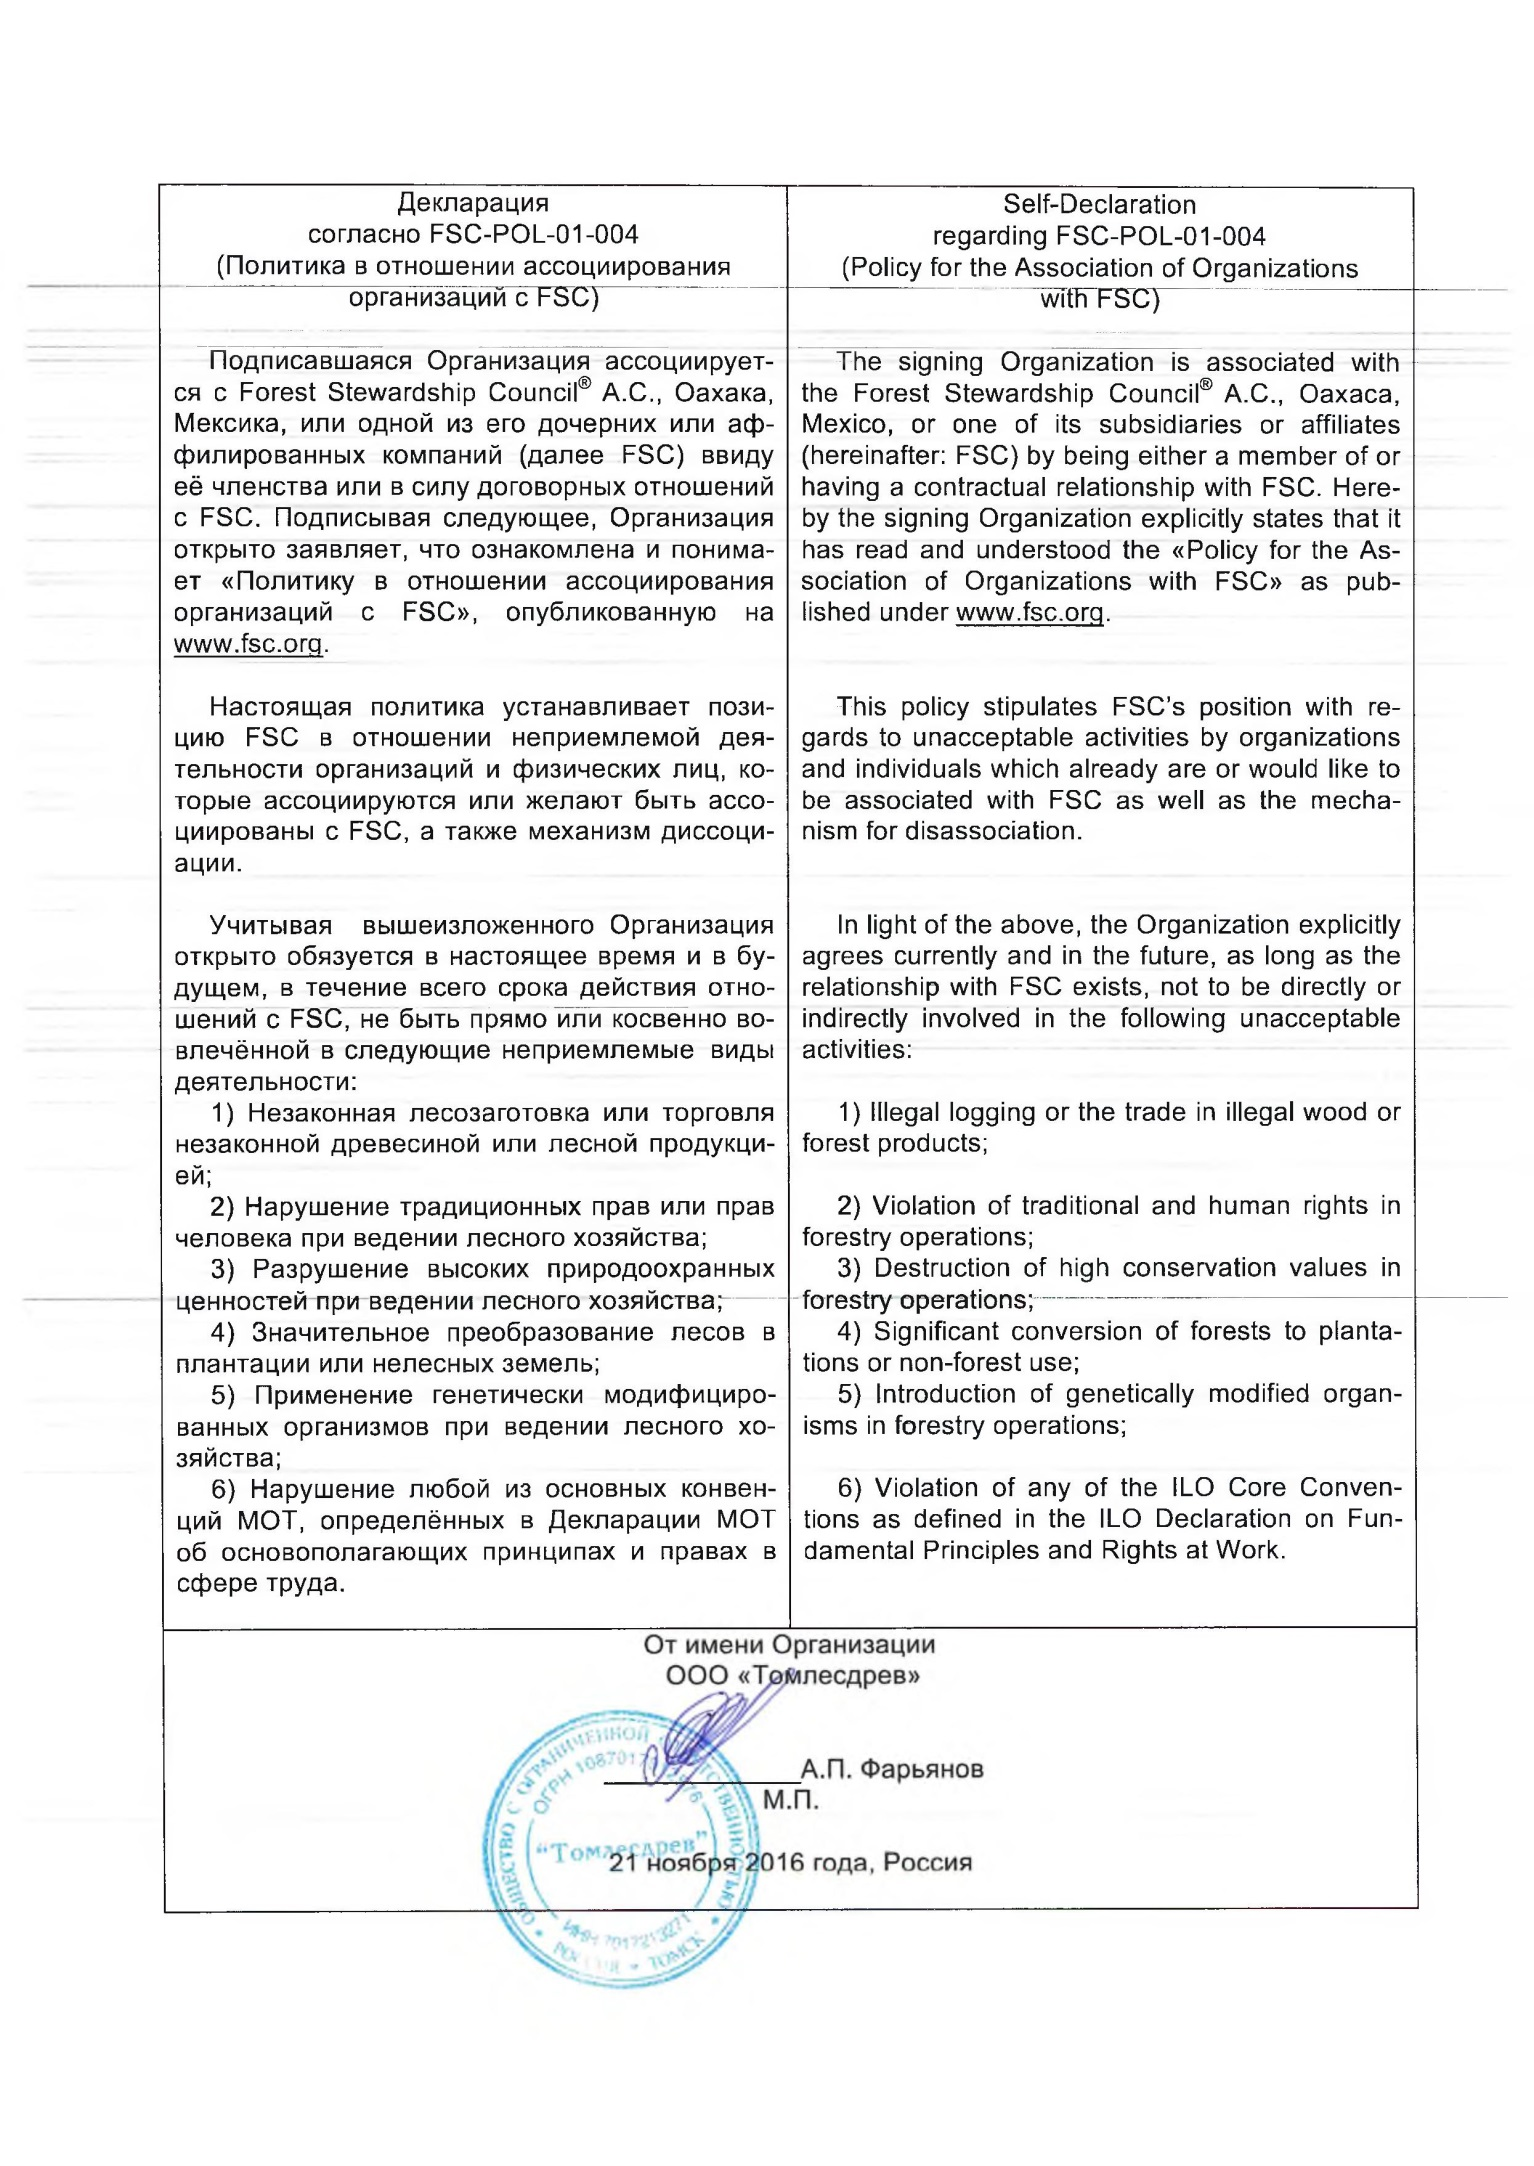 Декларация
согласно FSC-POL-01-004
(Политика в отношении ассоциирования
организаций с FSC)
Подписавшаяся Организация ассоциирует-
ся с Forest Stewardship Council® A.C., Оахака,
Мексика, или одной из его дочерних или аф-
филированных компаний (далее FSC) ввиду
её членства или в силу договорных отношений
с FSC. Подписывая следующее, Организация
открыто заявляет, что ознакомлена и понима-
ет «Политику в отношении ассоциирования
организаций с FSC», опубликованную на
www.fsc.org.
Настоящая политика устанавливает пози-
цию FSC в отношении неприемлемой дея-
тельности организаций и физических лиц, ко-
торые ассоциируются или желают быть ассо-
циированы с FSC, а также механизм диссоци-
ации.
Учитывая вышеизложенного Организация
открыто обязуется в настоящее время и в бу-
дущем, в течение всего срока действия отно-
шений с FSC, не быть прямо или косвенно во-
влечённой в следующие неприемлемые виды
деятельности:
1) Незаконная лесозаготовка или торговля
незаконной древесиной или лесной продукци-
ей;
2) Нарушение традиционных прав или прав
человека при ведении лесного хозяйства;
3) Разрушение высоких природоохранных
ценностей при ведении лесного хозяйства;
4) Значительное преобразование лесов в
плантации или нелесных земель;
5) Применение генетически модифициро-
ванных организмов при ведении лесного хо-
зяйства;
6) Нарушение любой из основных конвен-
ций МОТ, определённых в Декларации МОТ
об основополагающих принципах и правах в
сфере труда.
Self-Declaration
regarding FSC-POL-01-004
(Policy for the Association of Organizations
with FSC)
The signing Organization is associated with
the Forest Stewardship Council® A.C., Oaxaca,
Mexico, or one of its subsidiaries or affiliates
(hereinafter: FSC) by being either a member of or
having a contractual relationship with FSC. Here-
by the signing Organization explicitly states that it
has read and understood the «Policy for the As-
sociation of Organizations with FSC» as pub-
lished under www.fsc.org.
This policy stipulates FSC's position with re-
gards to unacceptable activities by organizations
and individuals which already are or would like to
be associated with FSC as well as the mecha-
nism for disassociation.
In light of the above, the Organization explicitly
agrees currently and in the future, as long as the
relationship with FSC exists, not to be directly or
indirectly involved in the following unacceptable
activities:
1) Illegal logging or the trade in illegal wood or
forest products;
2) Violation of traditional and human rights in
forestry operations;
3) Destruction of high conservation values in
forestry operations;
4) Significant conversion of forests to planta-
tions or non-forest use;
5) Introduction of genetically modified organ-
isms in forestry operations;
6) Violation of any of the ILO Core Conven-
tions as defined in the ILO Declaration on Fun-
damental Principles and Rights at Work.
От имени Организации
ООО «Томлесдрев»
А.П. Фарьянов
М.П.
21 ноября 2016 года, Россия
ОБЩЕСТВО С ОГРАНИЧЕННОЙ ОТВЕТСТВЕННОСТЬЮ
ОГРН
"Томлесдрев"
ИНН 7017213271
РОССИЯ * ТОМСК